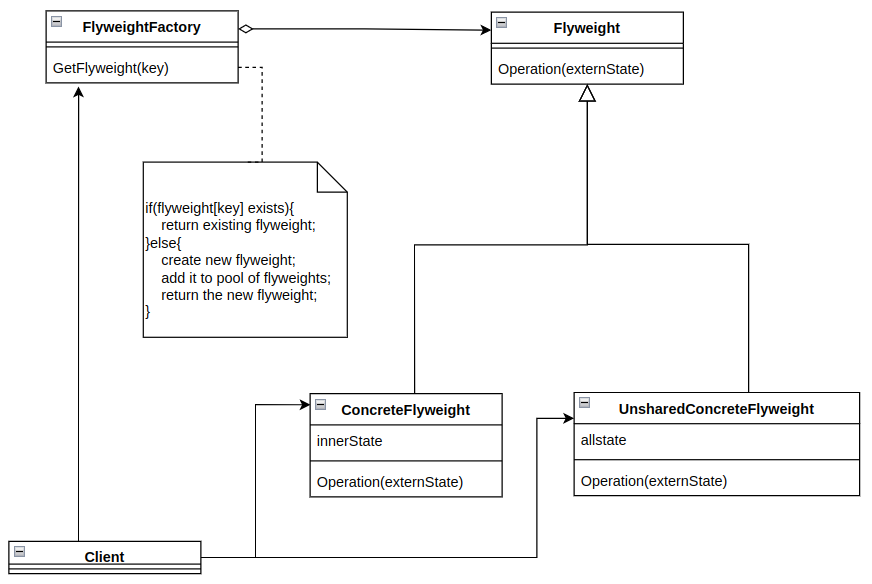 FlyweightFactory
GetFlyweight(key)
Flyweight
Operation(externState)
if(flyweight[key] exists){
return existing flyweight;
}else{
create new flyweight;
add it to pool of flyweights;
return the new flyweight;
}
ConcreteFlyweight
innerState
Operation(externState)
UnsharedConcreteFlyweight
allstate
Operation(externState)
Client